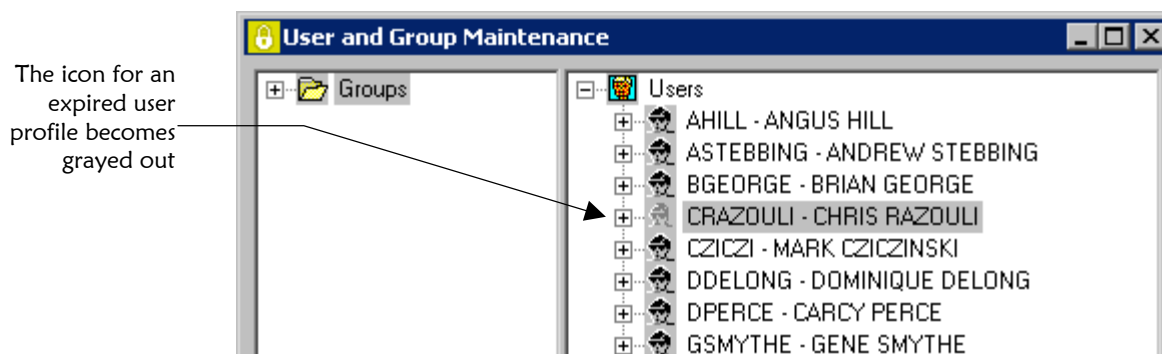 User and Group Maintenance
The icon for an
expired user
profile becomes
grayed out
Groups
Users
AHILL - ANGUS HILL
ASTEBBING - ANDREW STEBBING
BGEORGE - BRIAN GEORGE
CRAZOULI - CHRIS RAZOULI
CZICZI - MARK CZICZINSKI
DDELONG - DOMINIQUE DELONG
DPERCE - CARCY PERCE
GSMYTHE - GENE SMYTHE